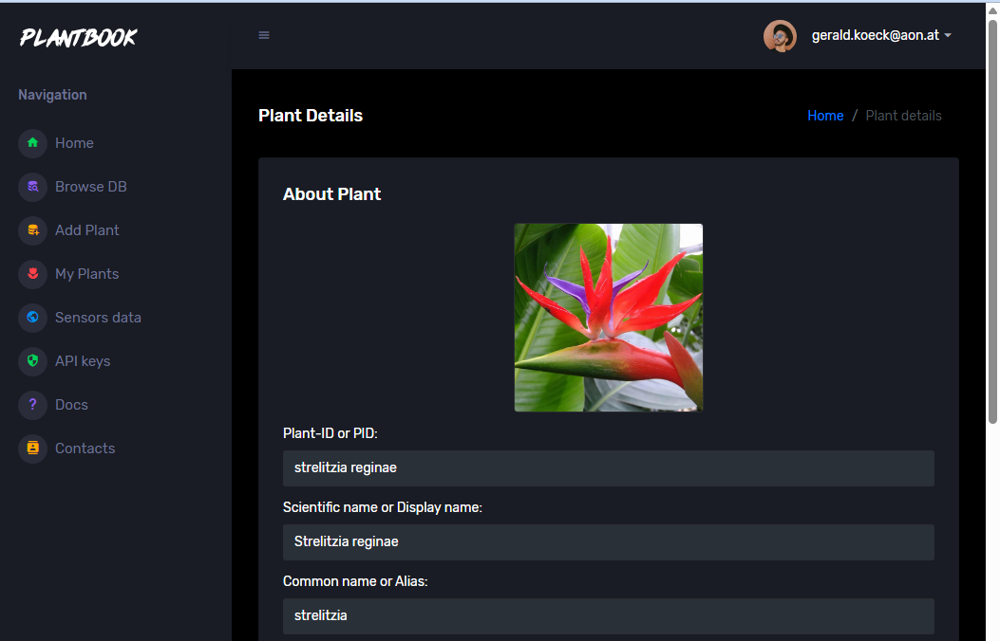 PLANTBOOK
gerald.koeck@aon.at
Navigation
Home
Browse DB
Add Plant
My Plants
Sensors data
API keys
? Docs
Contacts
Plant Details
Home / Plant details
About Plant
Plant-ID or PID:
strelitzia reginae
Scientific name or Display name:
Strelitzia reginae
Common name or Alias:
strelitzia